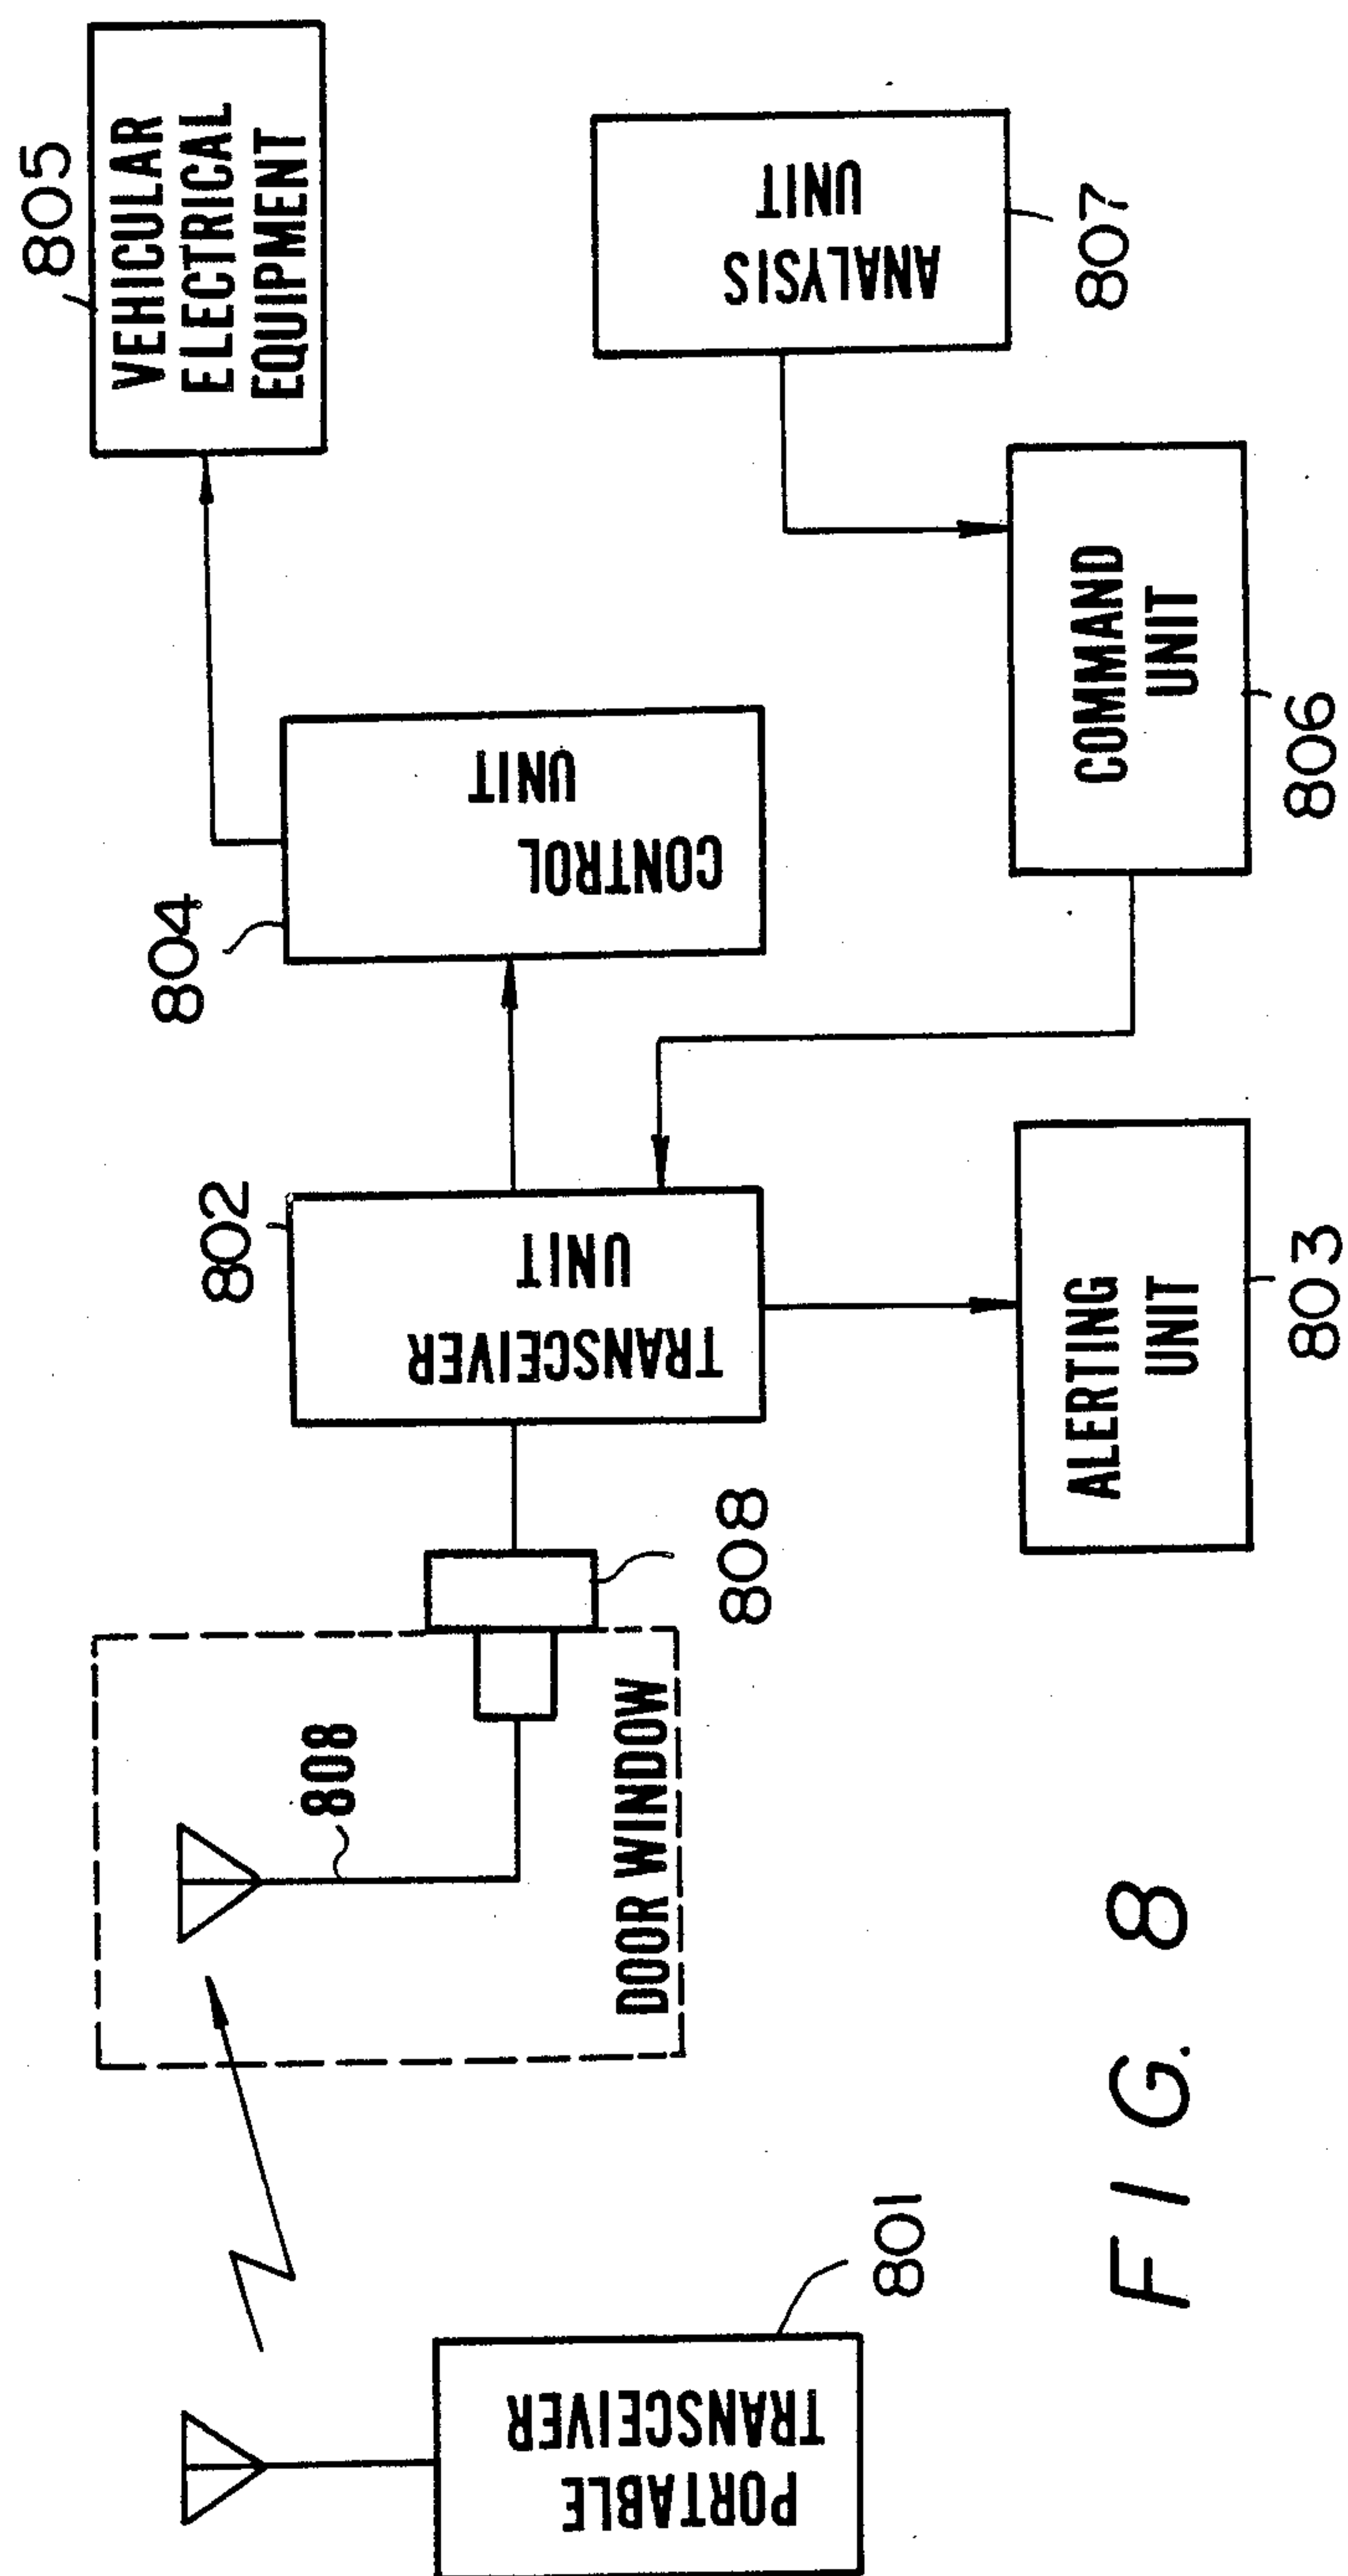 805
VEHICULAR
ELECTRICAL
EQUIPMENT
804
CONTROL
UNIT
ANALYSIS
UNIT
807
802
TRANSCEIVER
UNIT
COMMAND
UNIT
806
808
808
DOOR WINDOW
ALERTING
UNIT
803
PORTABLE
TRANSCEIVER
801
FIG. 8